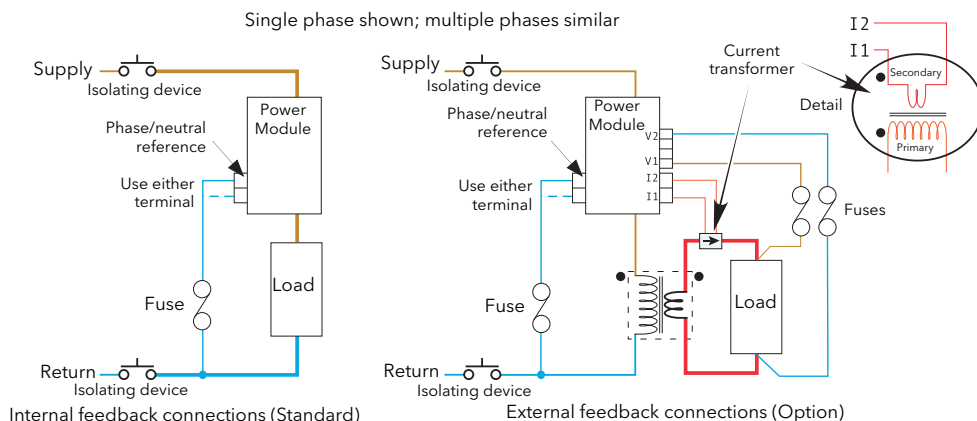 Single phase shown; multiple phases similar
Supply
Isolating device
Power
Module
Phase/neutral
reference
Use either
terminal
Fuse
Load
Return
Isolating device
Internal feedback connections (Standard)
Supply
Isolating device
Power
Module
Phase/neutral
reference
Use either
terminal
V2
V1
I2
I1
Fuse
Load
Fuses
Return
Isolating device
External feedback connections (Option)
Current
transformer
I2
I1
Secondary
Detail
Primary